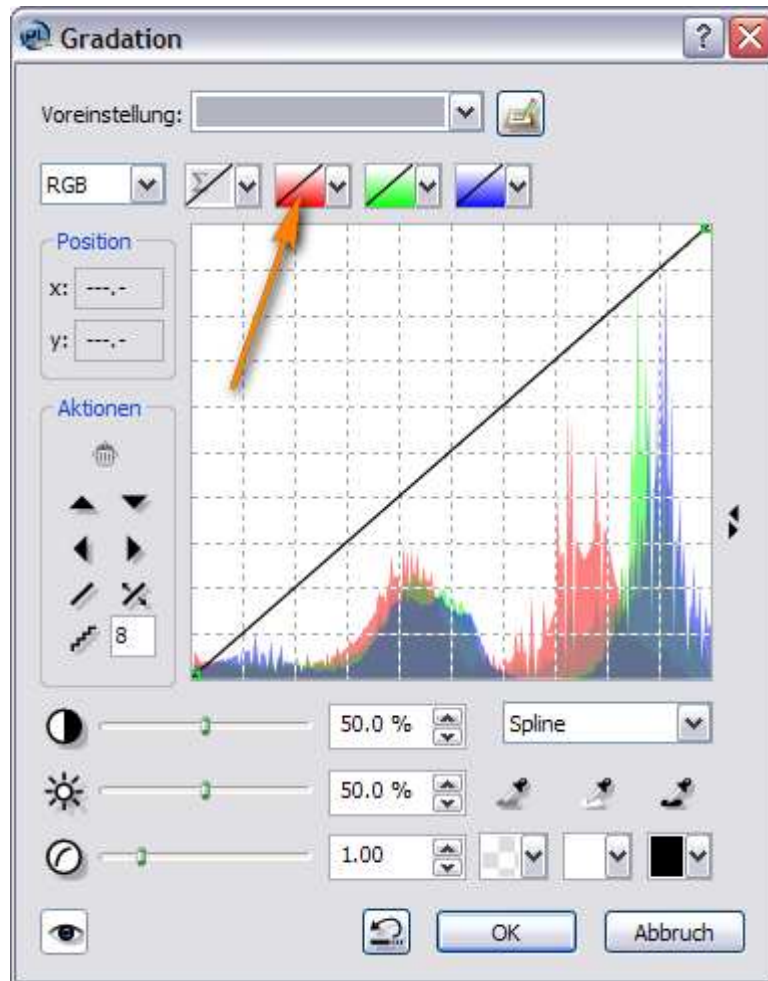 Gradation
Voreinstellung:
RGB
Σ
Position
x: ---.-
y: ---.-
Aktionen
8
50.0 %
Spline
50.0 %
1.00
OK
Abbruch